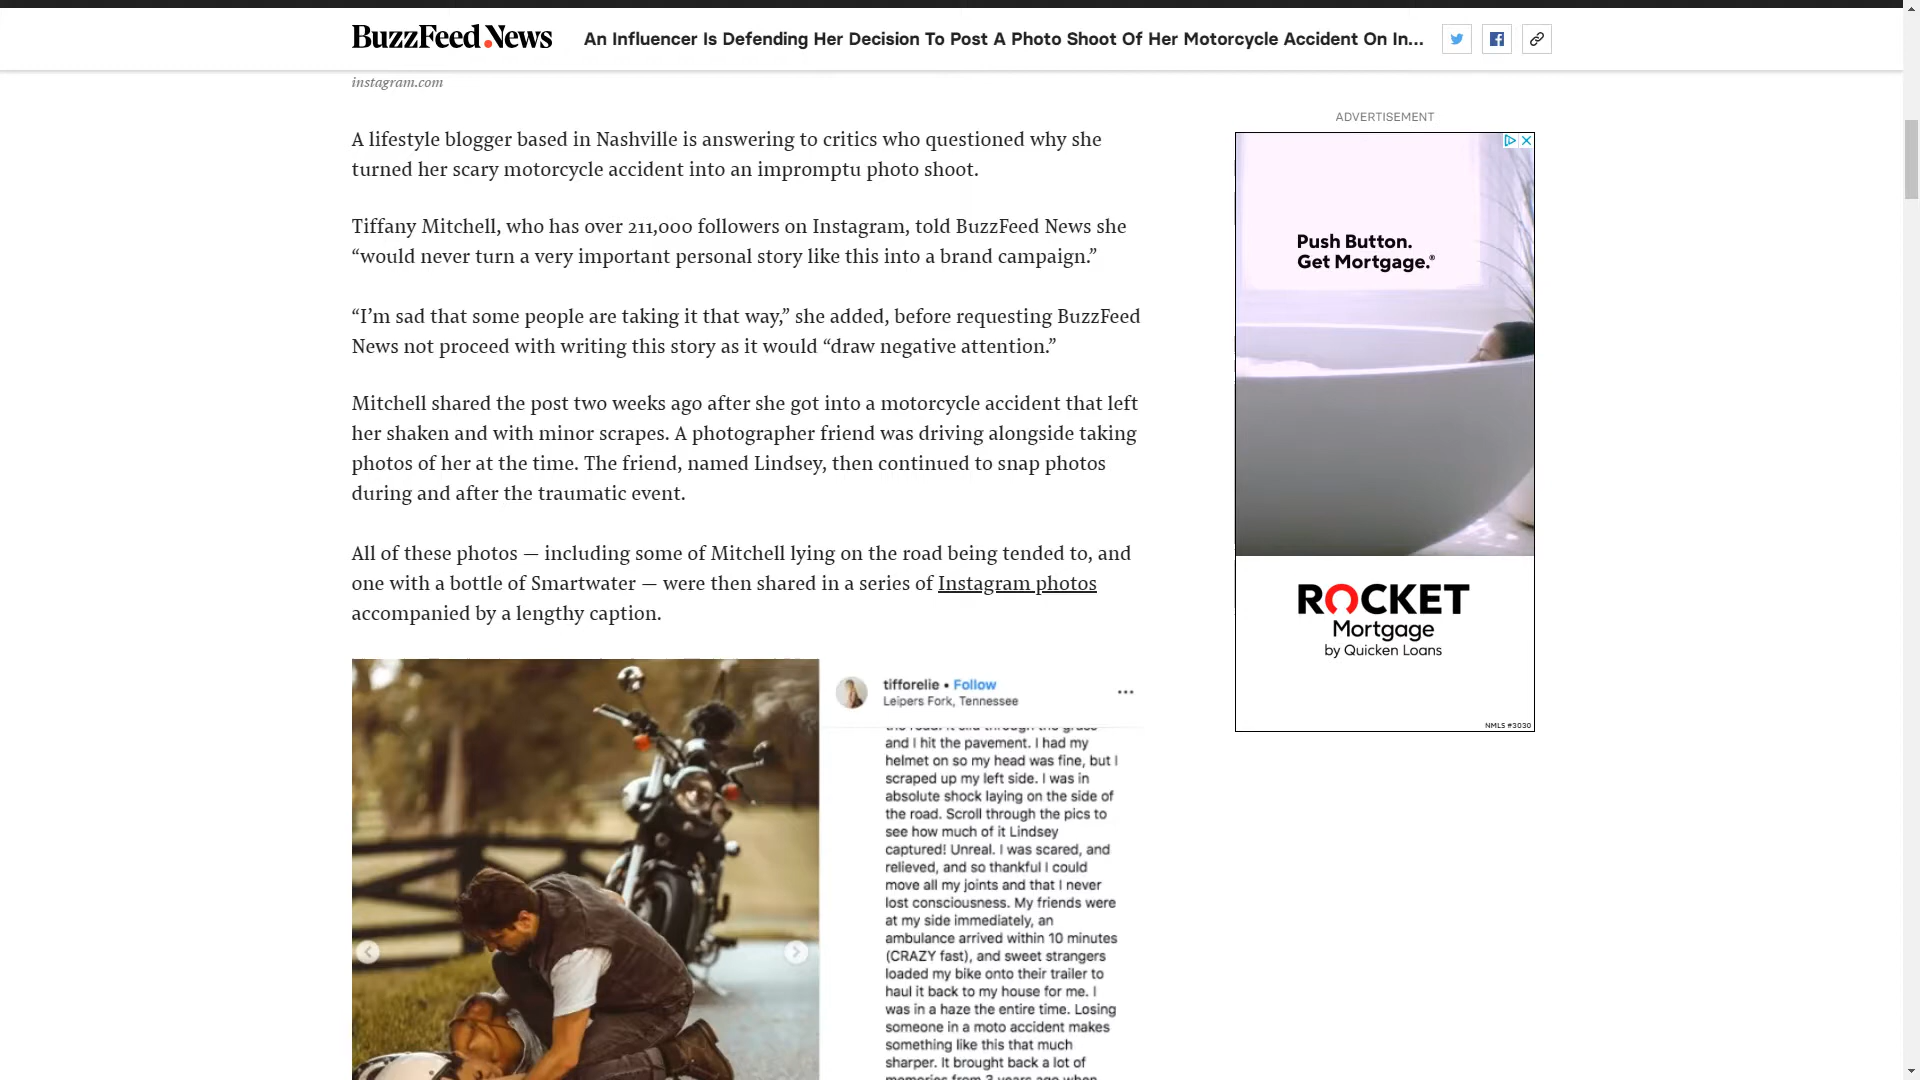 BuzzFeed News
An Influencer Is Defending Her Decision To Post A Photo Shoot Of Her Motorcycle Accident On In...
instagram.com
A lifestyle blogger based in Nashville is answering to critics who questioned why she
turned her scary motorcycle accident into an impromptu photo shoot.
Tiffany Mitchell, who has over 211,000 followers on Instagram, told BuzzFeed News she
“would never turn a very important personal story like this into a brand campaign.”
“I’m sad that some people are taking it that way,” she added, before requesting BuzzFeed
News not proceed with writing this story as it would “draw negative attention.”
Mitchell shared the post two weeks ago after she got into a motorcycle accident that left
her shaken and with minor scrapes. A photographer friend was driving alongside taking
photos of her at the time. The friend, named Lindsey, then continued to snap photos
during and after the traumatic event.
All of these photos — including some of Mitchell lying on the road being tended to, and
one with a bottle of Smartwater — were then shared in a series of Instagram photos
accompanied by a lengthy caption.
tifforelie • Follow
Leipers Fork, Tennessee
the road. It slid through the grass
and I hit the pavement. I had my
helmet on so my head was fine, but I
scraped up my left side. I was in
absolute shock laying on the side of
the road. Scroll through the pics to
see how much of it Lindsey
captured! Unreal. I was scared, and
relieved, and so thankful I could
move all my joints and that I never
lost consciousness. My friends were
at my side immediately, an
ambulance arrived within 10 minutes
(CRAZY fast), and sweet strangers
loaded my bike onto their trailer to
haul it back to my house for me. I
was in a haze the entire time. Losing
someone in a moto accident makes
something like this that much
sharper. It brought back a lot of
memories from 3 years ago when
ADVERTISEMENT
Push Button.
Get Mortgage.®
ROCKET
Mortgage
by Quicken Loans
NMLS #3030